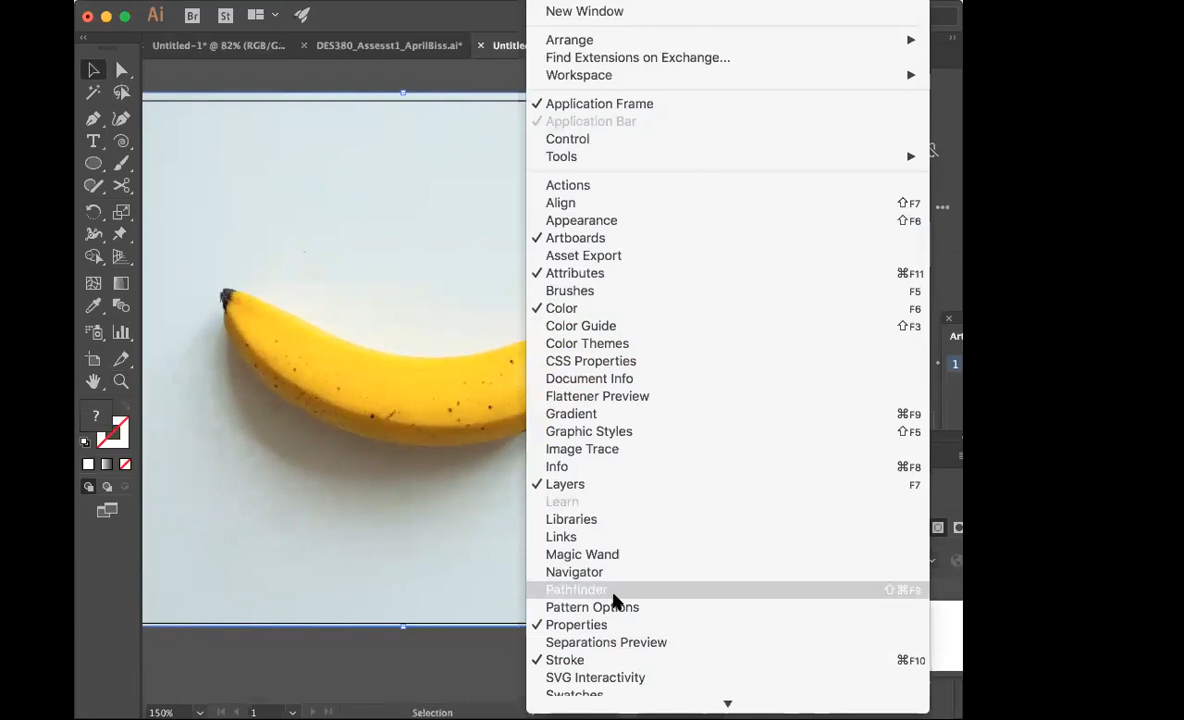 Ai
Br
St
New Window
Untitled-1* @ 82% (RGB/G...
DES380_Assesst1_AprilBiss.ai*
Arrange
Find Extensions on Exchange...
Workspace
Application Frame
Application Bar
Control
Tools
Actions
Align ⇧F7
Appearance ⇧F6
Artboards
Asset Export
Attributes ⌘F11
Brushes F5
Color F6
Color Guide ⇧F3
Color Themes
CSS Properties
Document Info
Flattener Preview
Gradient ⌘F9
Graphic Styles ⇧F5
Image Trace
Info ⌘F8
Layers F7
Learn
Libraries
Links
Magic Wand
Navigator
Pathfinder ⇧⌘F9
Pattern Options
Properties
Separations Preview
Stroke ⌘F10
SVG Interactivity
Swatches
1
?
150%
1
Selection